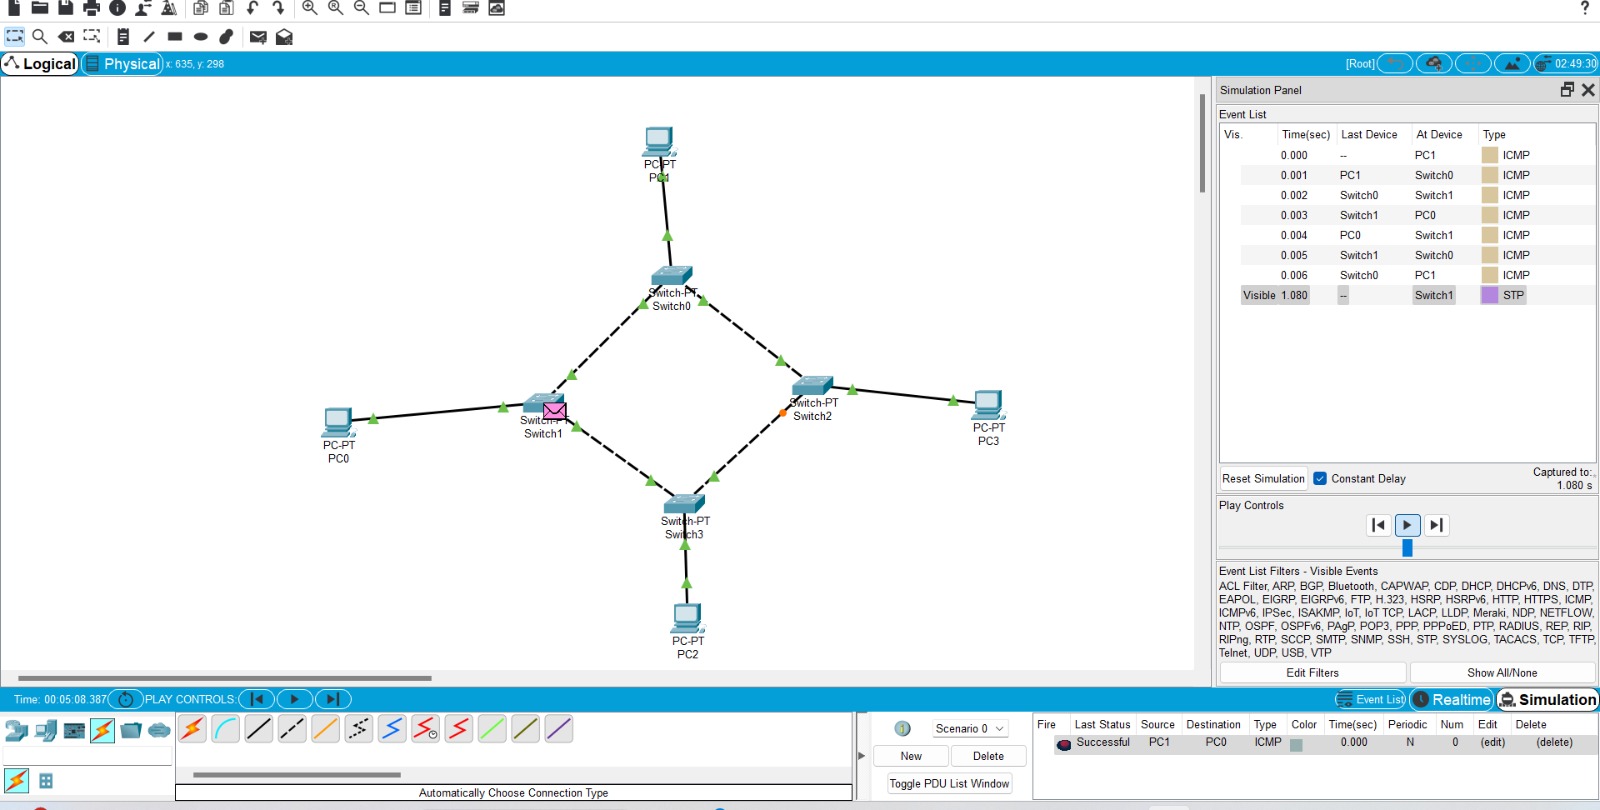 ?
Logical
Physical
x: 635, y: 298
[Root]
02:49:30
Simulation Panel
Event List
Vis. Time(sec) Last Device At Device Type
0.000 -- PC1 ICMP
0.001 PC1 Switch0 ICMP
0.002 Switch0 Switch1 ICMP
0.003 Switch1 PC0 ICMP
0.004 PC0 Switch1 ICMP
0.005 Switch1 Switch0 ICMP
0.006 Switch0 PC1 ICMP
Visible 1.080 -- Switch1 STP
PC-PT
PC1
Switch-PT
Switch0
Switch-PT
Switch2
Switch-PT
Switch1
PC-PT
PC3
PC-PT
PC0
Switch-PT
Switch3
PC-PT
PC2
Reset Simulation
Constant Delay
Captured to:
1.080 s
Play Controls
Event List Filters - Visible Events
ACL Filter, ARP, BGP, Bluetooth, CAPWAP, CDP, DHCP, DHCPv6, DNS, DTP,
EAPOL, EIGRP, EIGRPv6, FTP, H.323, HSRP, HSRPv6, HTTP, HTTPS, ICMP,
ICMPv6, IPSec, ISAKMP, IoT, IoT TCP, LACP, LLDP, Meraki, NDP, NETFLOW,
NTP, OSPF, OSPFv6, PAgP, POP3, PPP, PPPoED, PTP, RADIUS, REP, RIP,
RIPng, RTP, SCCP, SMTP, SNMP, SSH, STP, SYSLOG, TACACS, TCP, TFTP,
Telnet, UDP, USB, VTP
Edit Filters
Show All/None
Time: 00:05:08.387
PLAY CONTROLS:
Event List
Realtime
Simulation
Scenario 0
New
Delete
Toggle PDU List Window
Fire Last Status Source Destination Type Color Time(sec) Periodic Num Edit Delete
Successful PC1 PC0 ICMP 0.000 N 0 (edit) (delete)
Automatically Choose Connection Type